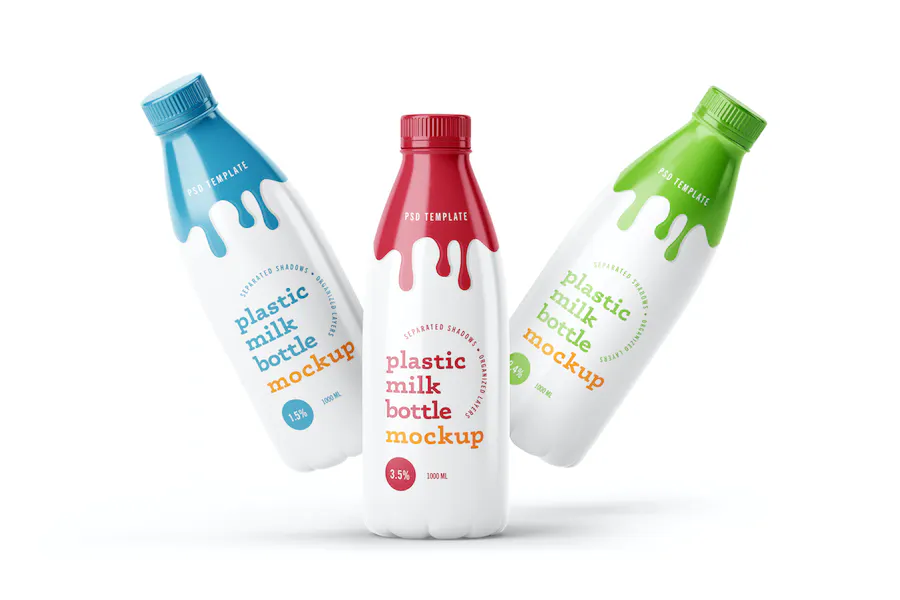 PSD TEMPLATE
SEPARATED SHADOWS • ORGANIZED LAYERS
plastic
milk
bottle
mockup
1.5%
1000 ML
PSD TEMPLATE
SEPARATED SHADOWS • ORGANIZED LAYERS
plastic
milk
bottle
mockup
3.5%
1000 ML
PSD TEMPLATE
SEPARATED SHADOWS • ORGANIZED LAYERS
plastic
milk
bottle
mockup
1000 ML